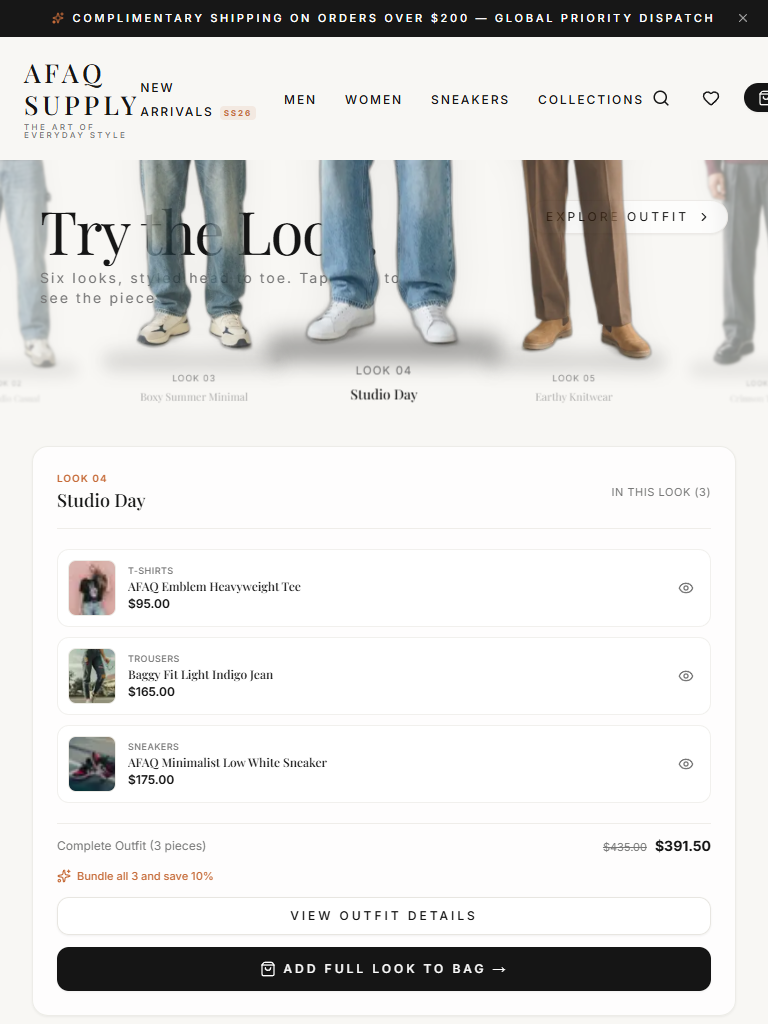 COMPLIMENTARY SHIPPING ON ORDERS OVER $200 — GLOBAL PRIORITY DISPATCH
AFAQ
SUPPLY
THE ART OF
EVERYDAY STYLE
NEW
ARRIVALS SS26
MEN
WOMEN
SNEAKERS
COLLECTIONS
Try the Loo
EXPLORE OUTFIT
Six looks, styled head to toe. Tap to
see the piece
LOOK 03
Boxy Summer Minimal
LOOK 04
Studio Day
LOOK 05
Earthy Knitwear
LOOK 04
Studio Day
IN THIS LOOK (3)
T-SHIRTS
AFAQ Emblem Heavyweight Tee
$95.00
TROUSERS
Baggy Fit Light Indigo Jean
$165.00
SNEAKERS
AFAQ Minimalist Low White Sneaker
$175.00
Complete Outfit (3 pieces)
$435.00 $391.50
Bundle all 3 and save 10%
VIEW OUTFIT DETAILS
ADD FULL LOOK TO BAG →